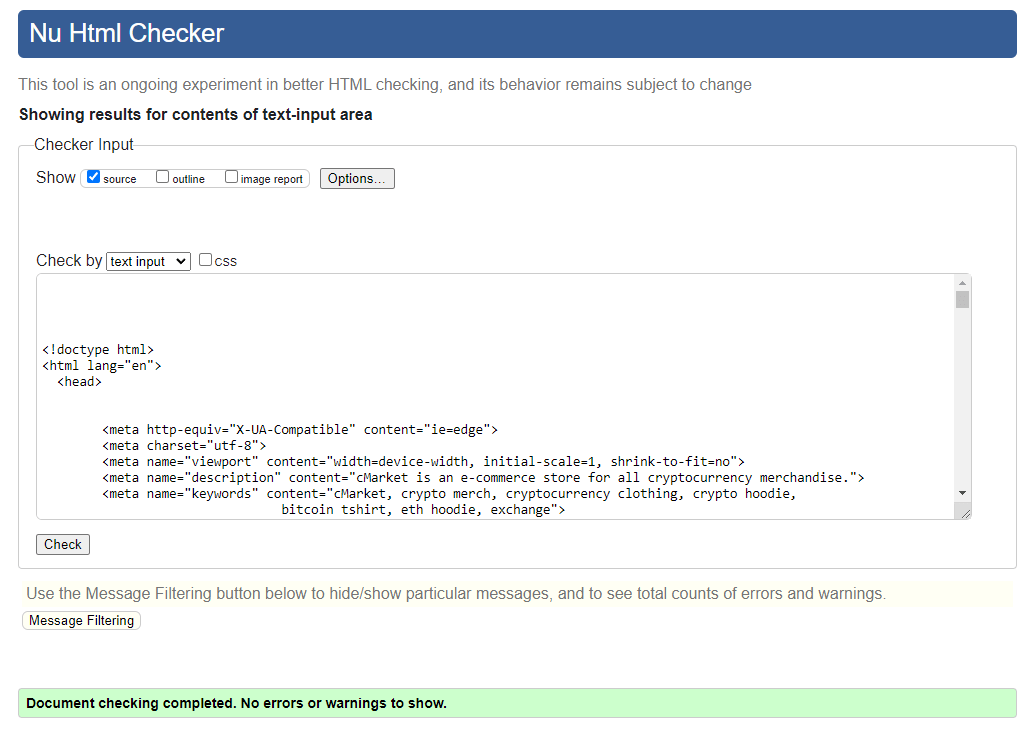 Nu Html Checker
This tool is an ongoing experiment in better HTML checking, and its behavior remains subject to change
Showing results for contents of text-input area
Checker Input
Show source outline image report Options...
Check by text input css
<!doctype html>
<html lang="en">
<head>
<meta http-equiv="X-UA-Compatible" content="ie=edge">
<meta charset="utf-8">
<meta name="viewport" content="width=device-width, initial-scale=1, shrink-to-fit=no">
<meta name="description" content="cMarket is an e-commerce store for all cryptocurrency merchandise.">
<meta name="keywords" content="cMarket, crypto merch, cryptocurrency clothing, crypto hoodie,
bitcoin tshirt, eth hoodie, exchange">
Check
Use the Message Filtering button below to hide/show particular messages, and to see total counts of errors and warnings.
Message Filtering
Document checking completed. No errors or warnings to show.